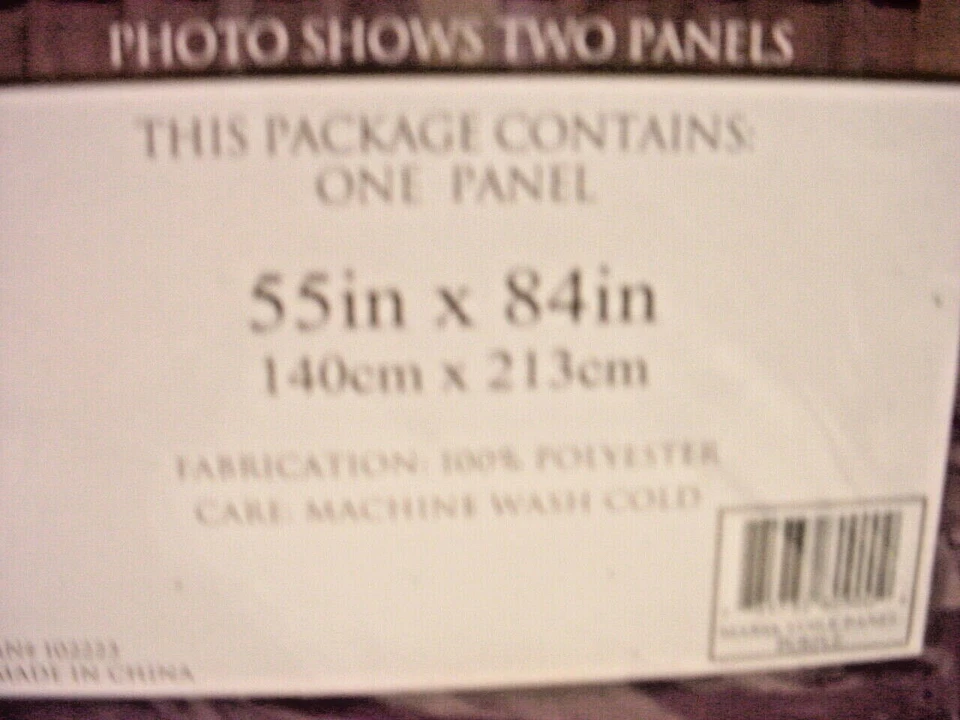 PHOTO SHOWS TWO PANELS
THIS PACKAGE CONTAINS:
ONE PANEL
55in x 84in
140cm x 213cm
FABRICATION: 100% POLYESTER
CARE: MACHINE WASH COLD
PANEL
MADE IN CHINA